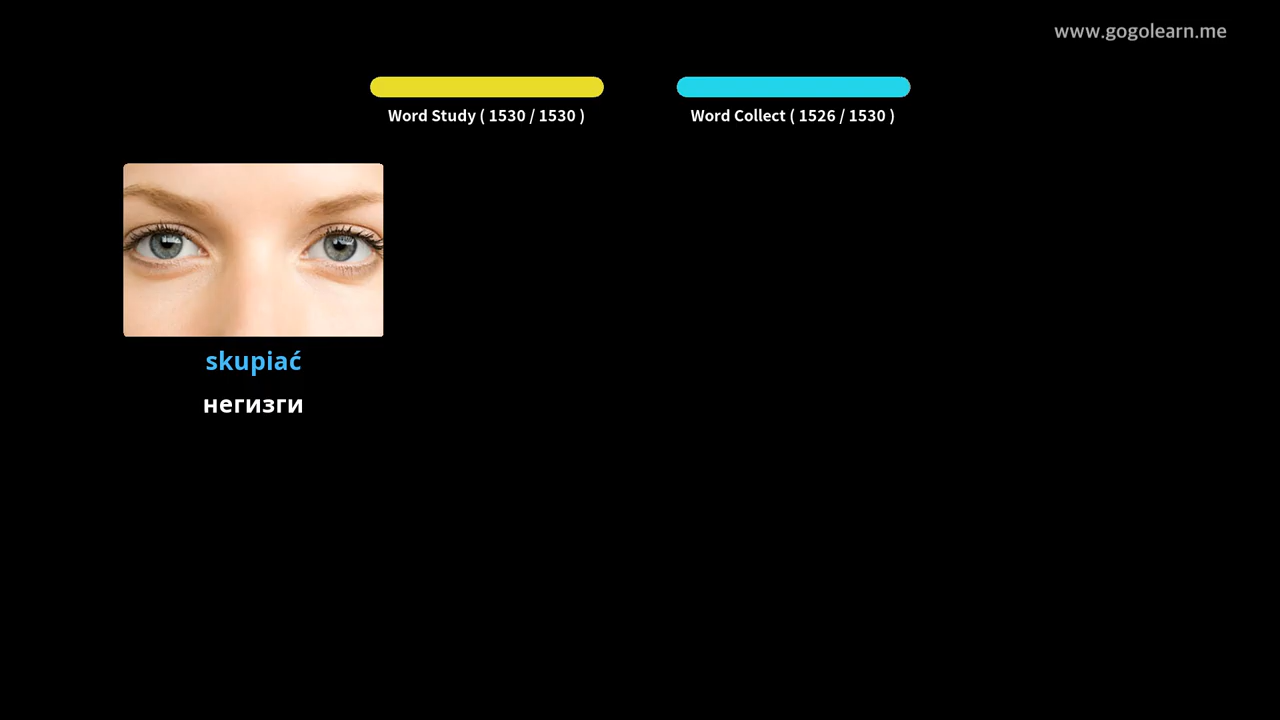 www.gogolearn.me
Word Study ( 1530 / 1530 )
Word Collect ( 1526 / 1530 )
skupiać
негизги